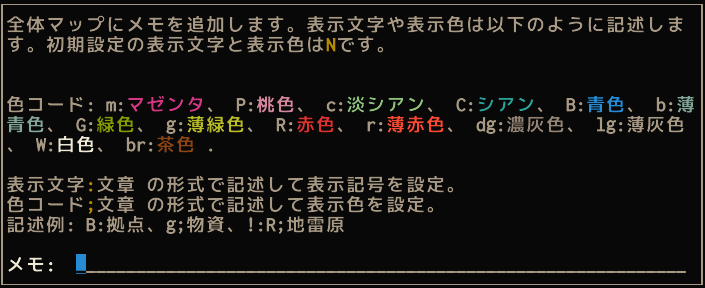 全体マップにメモを追加します。表示文字や表示色は以下のように記述しま
す。初期設定の表示文字と表示色はNです。
色コード: m:マゼンタ、 P:桃色、 c:淡シアン、 C:シアン、 B:青色、 b:薄
青色、 G:緑色、 g:薄緑色、 R:赤色、 r:薄赤色、 dg:濃灰色、 lg:薄灰色
、 W:白色、 br:茶色 .
表示文字:文章 の形式で記述して表示記号を設定。
色コード;文章 の形式で記述して表示色を設定。
記述例: B:拠点、g;物資、!:R;地雷原
メモ: